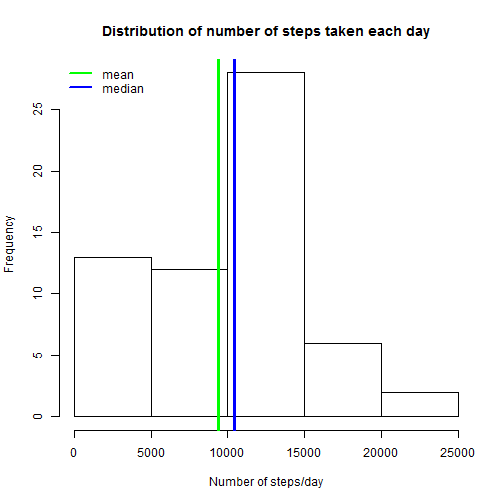 Distribution of number of steps taken each day
mean
median
Frequency
0
5
10
15
20
25
0 5000 10000 15000 20000 25000
Number of steps/day